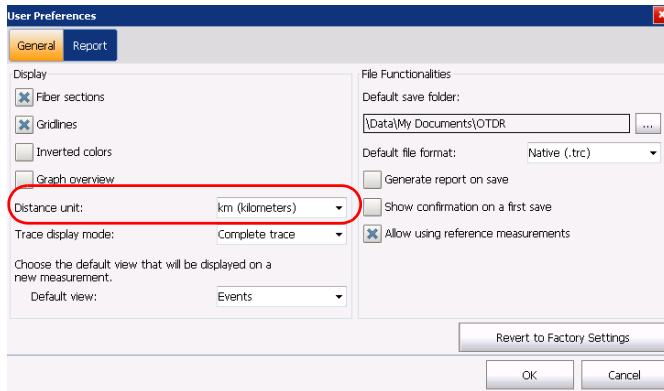 User Preferences
General
Report
Display
Fiber sections
Gridlines
Inverted colors
Graph overview
Distance unit:
km (kilometers)
Trace display mode:
Complete trace
Choose the default view that will be displayed on a
new measurement.
Default view:
Events
File Functionalities
Default save folder:
\Data\My Documents\OTDR
...
Default file format:
Native (.trc)
Generate report on save
Show confirmation on a first save
Allow using reference measurements
Revert to Factory Settings
OK
Cancel